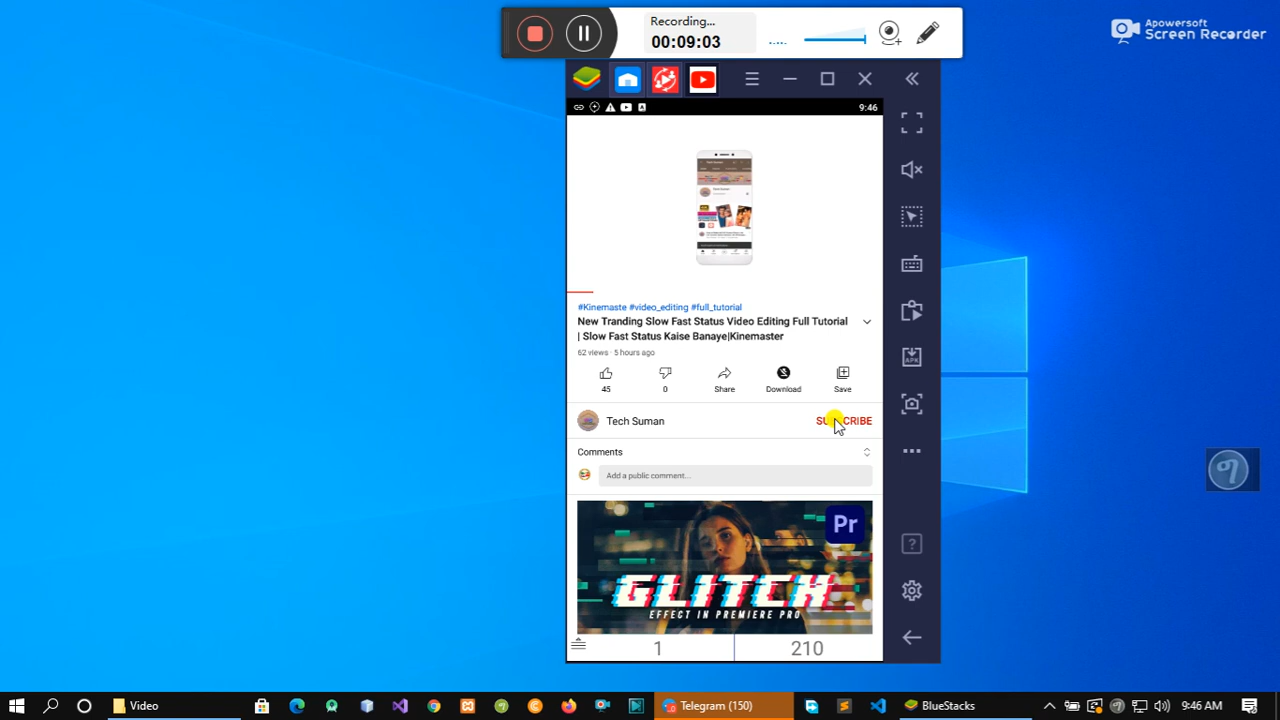 Recording...
00:09:03
Apowersoft
Screen Recorder
9:46
#Kinemaste #video_editing #full_tutorial
New Tranding Slow Fast Status Video Editing Full Tutorial
| Slow Fast Status Kaise Banaye|Kinemaster
62 views · 5 hours ago
45
0
Share
Download
Save
Tech Suman
SUBSCRIBE
Comments
Add a public comment...
Pr
GLITCH
EFFECT IN PREMIERE PRO
1
210
APK
Video
Telegram (150)
BlueStacks
9:46 AM